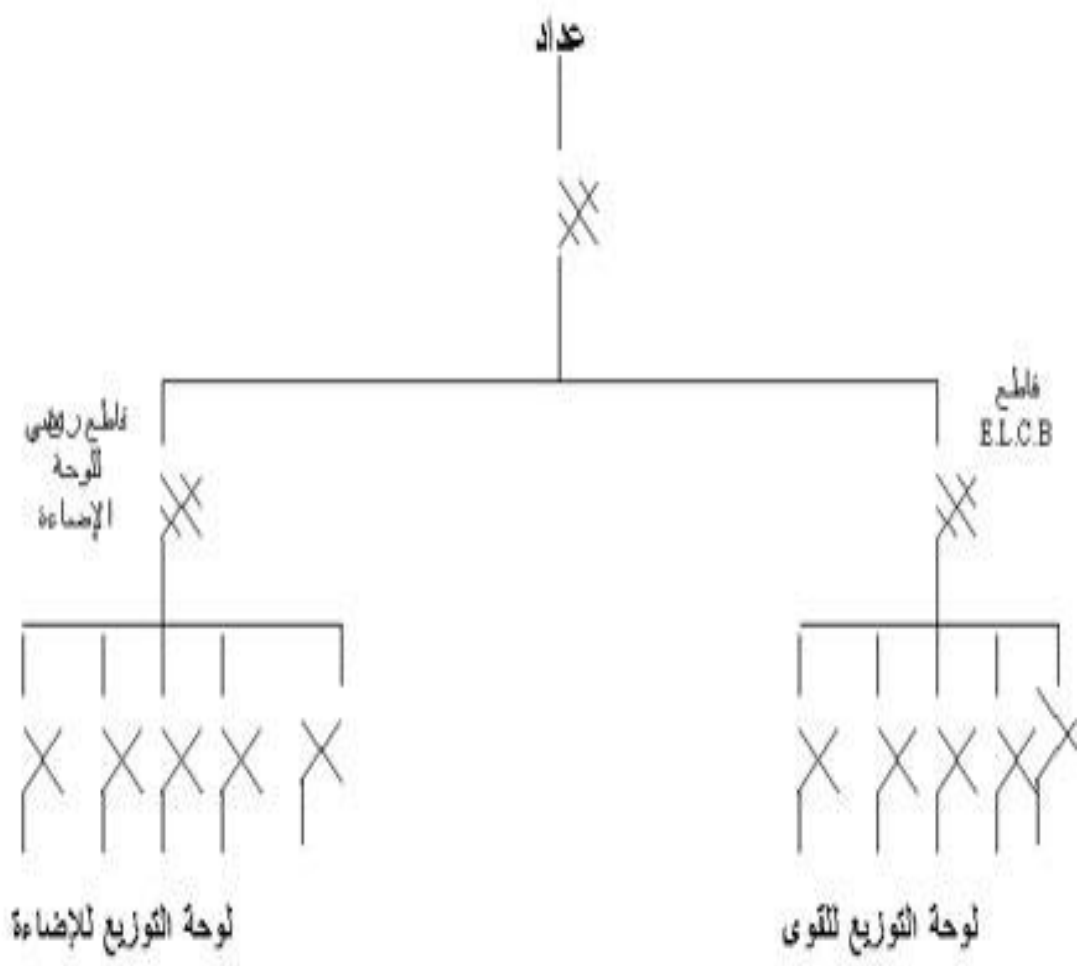 عداد
قاطع
E.L.C.B
قاطع رئيسي
للوحة
الإضاءة
لوحة التوزيع للقوى
لوحة التوزيع للإضاءة